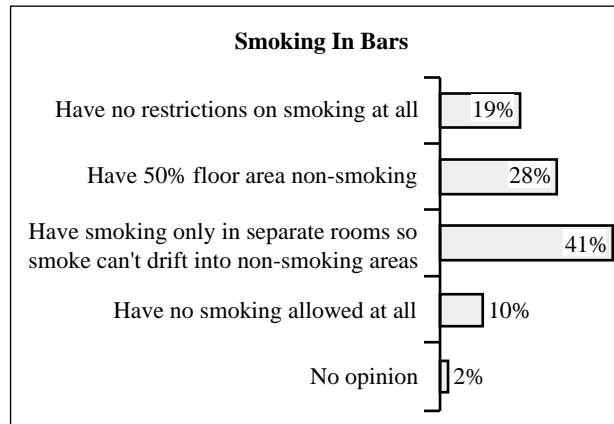 Smoking In Bars
Have no restrictions on smoking at all
19%
Have 50% floor area non-smoking
28%
Have smoking only in separate rooms so
smoke can't drift into non-smoking areas
41%
Have no smoking allowed at all
10%
No opinion
2%